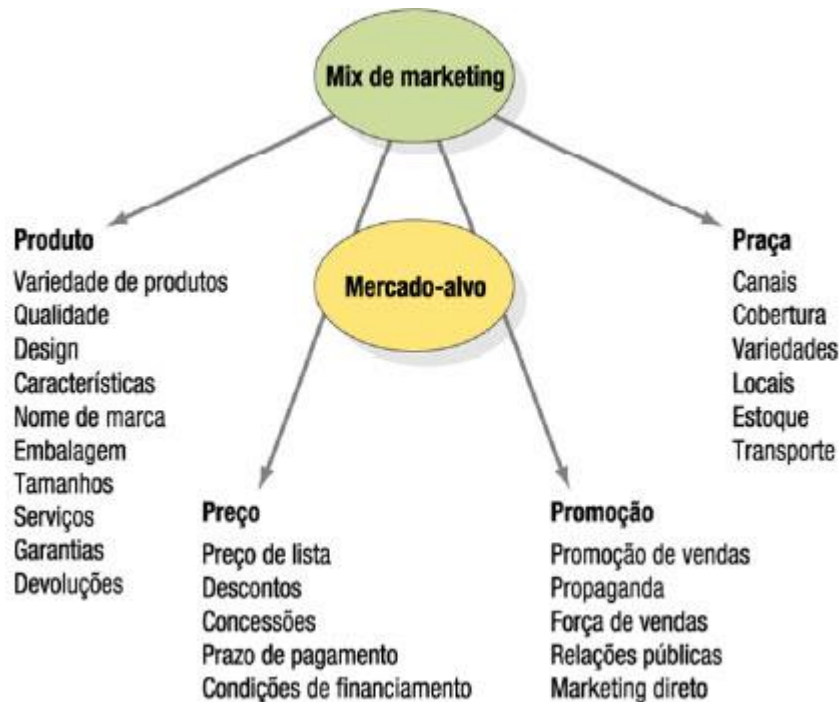 Mix de marketing
Mercado-alvo
Produto
Variedade de produtos
Qualidade
Design
Características
Nome de marca
Embalagem
Tamanhos
Serviços
Garantias
Devoluções
Preço
Preço de lista
Descontos
Concessões
Prazo de pagamento
Condições de financiamento
Promoção
Promoção de vendas
Propaganda
Força de vendas
Relações públicas
Marketing direto
Praça
Canais
Cobertura
Variedades
Locais
Estoque
Transporte